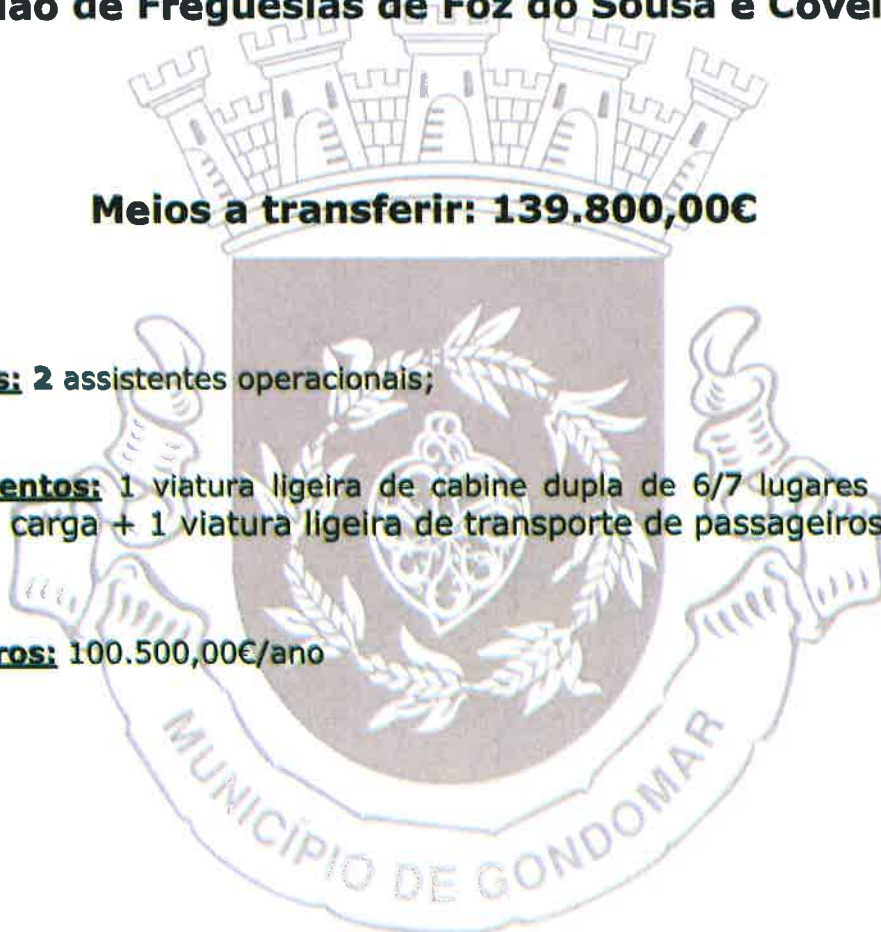 ião de Freguesias de Foz do Sousa e Covel
Meios a transferir: 139.800,00€
s: 2 assistentes operacionais;
entos: 1 viatura ligeira de cabine dupla de 6/7 lugares
carga + 1 viatura ligeira de transporte de passageiros
ros: 100.500,00€/ano
MUNICÍPIO DE GONDOMAR